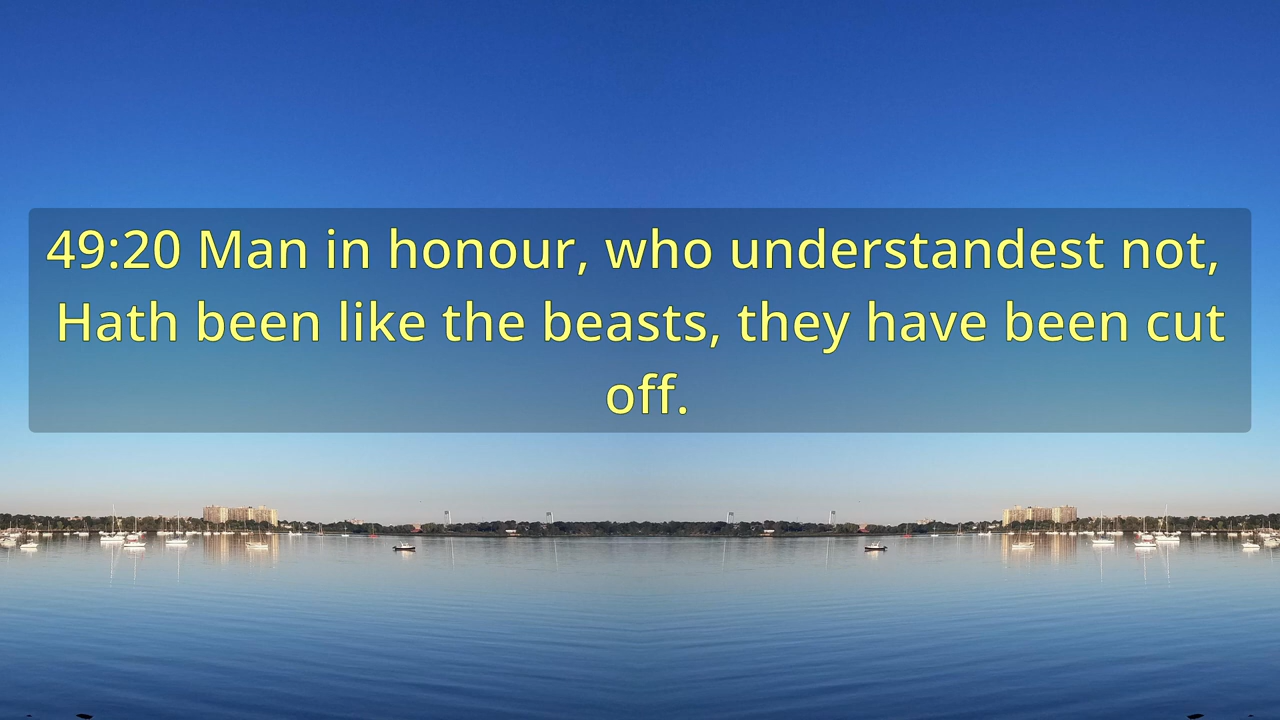 49:20 Man in honour, who understandest not,
Hath been like the beasts, they have been cut
off.